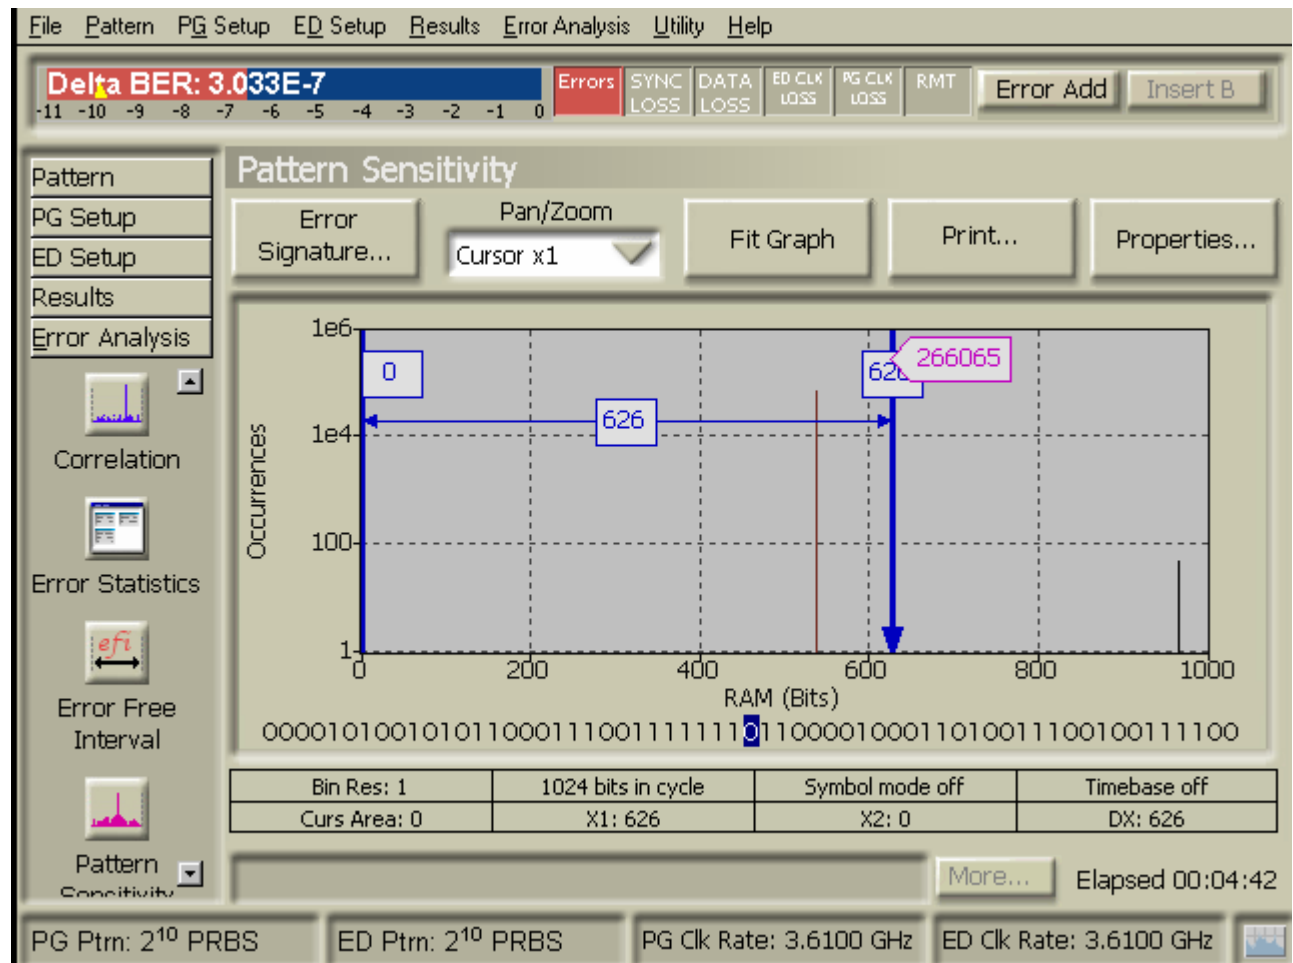 File Pattern PG Setup ED Setup Results Error Analysis Utility Help
Delta BER: 3.033E-7
-11 -10 -9 -8 -7 -6 -5 -4 -3 -2 -1 0
Errors
SYNC LOSS
DATA LOSS
ED CLK LOSS
PG CLK LOSS
RMT
Error Add
Insert B
Pattern
PG Setup
ED Setup
Results
Error Analysis
Correlation
Error Statistics
efi
Error Free
Interval
Pattern
Sensitivity
Pattern Sensitivity
Error
Signature...
Pan/Zoom
Cursor x1
Fit Graph
Print...
Properties...
1e6
1e4
100
1
Occurrences
0
626
626
266065
0 200 400 600 800 1000
RAM (Bits)
00001010010101100011100111111110110000100011010011100100111100
Bin Res: 1 1024 bits in cycle Symbol mode off Timebase off
Curs Area: 0 X1: 626 X2: 0 DX: 626
More...
Elapsed 00:04:42
PG Ptrn: 2¹⁰ PRBS ED Ptrn: 2¹⁰ PRBS PG Clk Rate: 3.6100 GHz ED Clk Rate: 3.6100 GHz